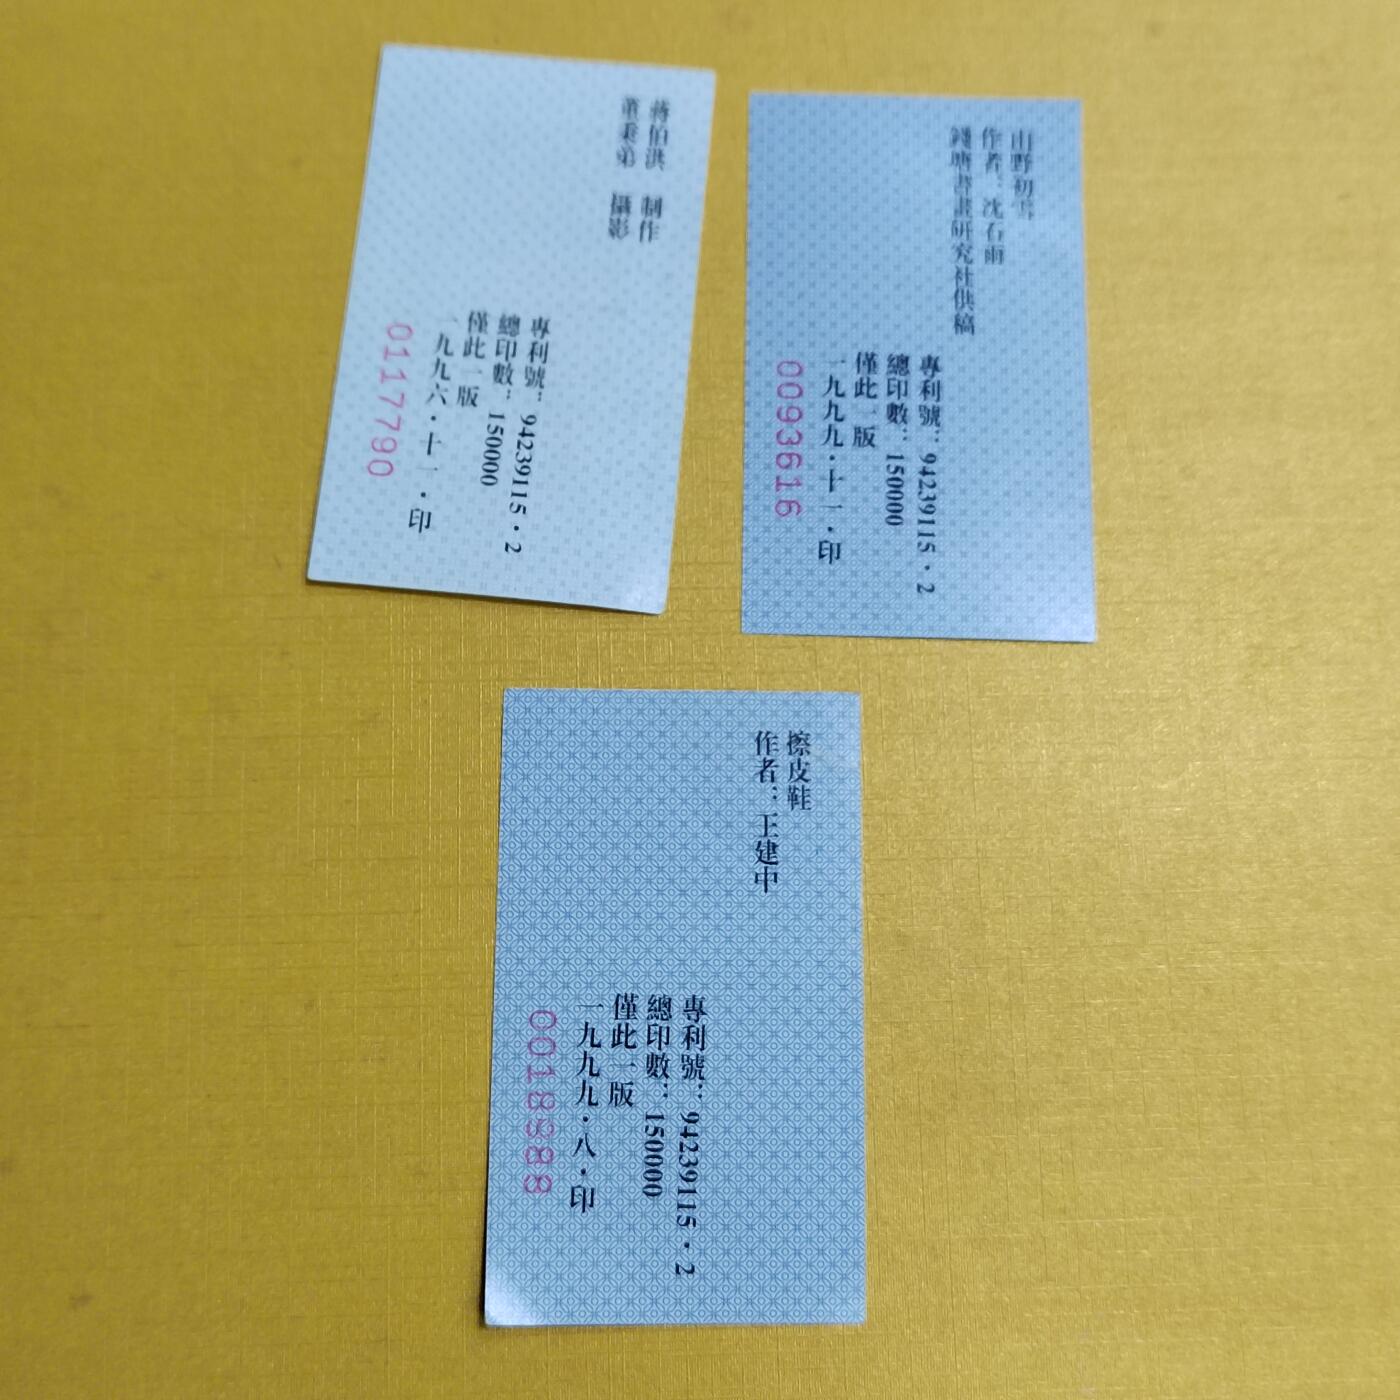 蔣伯洪 制作
董秉弟 攝影
專利號：94239115·2
總印數：150000
僅此一版
一九九六·十一·印
0117790
山野初雪
作者：沈石雨
錢塘書畫研究社供稿
專利號：94239115·2
總印數：150000
僅此一版
一九九九·十一·印
0093616
擦皮鞋
作者：王建中
專利號：94239115·2
總印數：150000
僅此一版
一九九九·八·印
0018988